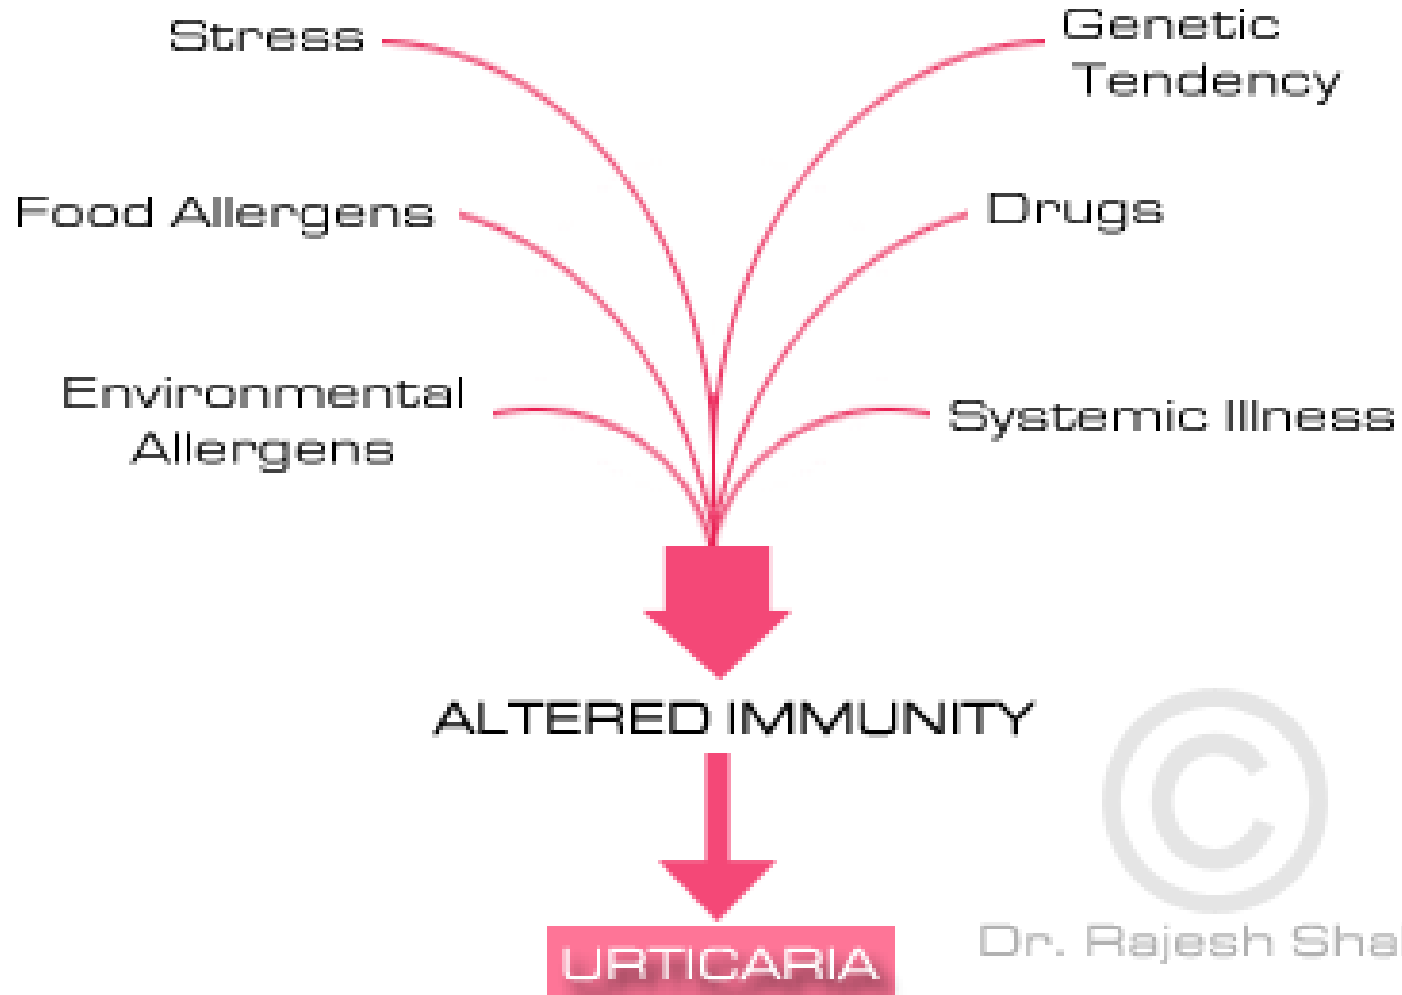 Stress
Genetic
Tendency
Food Allergens
Drugs
Environmental
Allergens
Systemic Illness
ALTERED IMMUNITY
©
Dr. Rajesh
URTICARIA